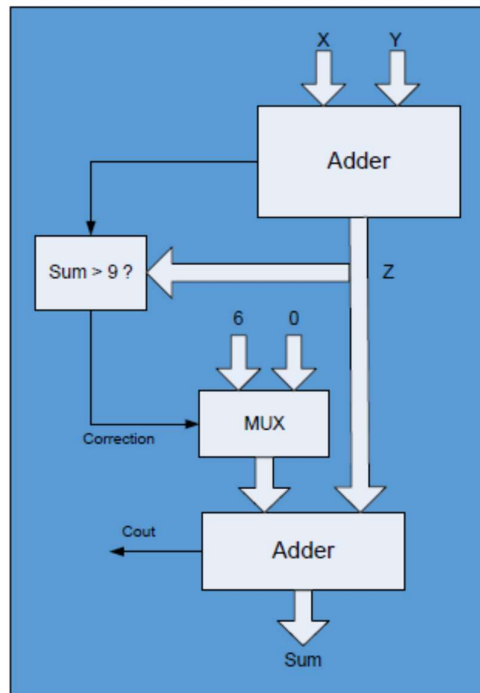 X Y
Adder
Sum > 9 ?
Z
6 0
MUX
Correction
Cout
Adder
Sum